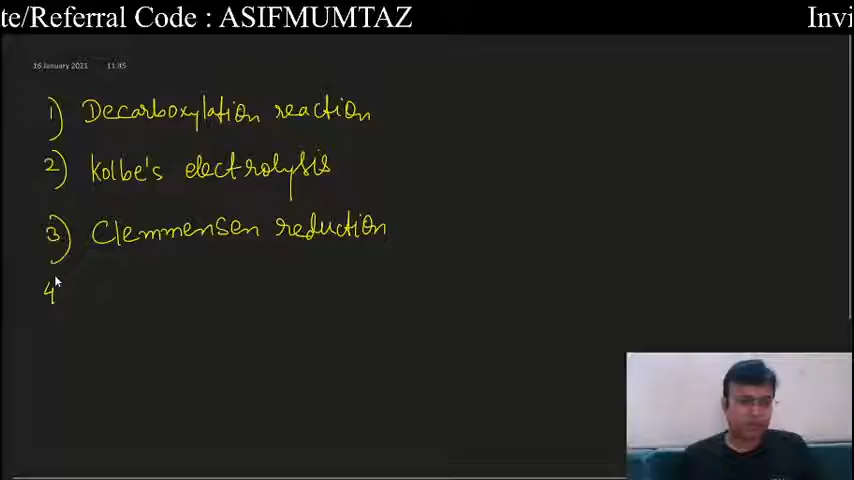 te/Referral Code : ASIFMUMTAZ Invi
16 January 2021 11:45
1) Decarboxylation reaction
2) Kolbe's electrolysis
3) Clemmensen reduction
4